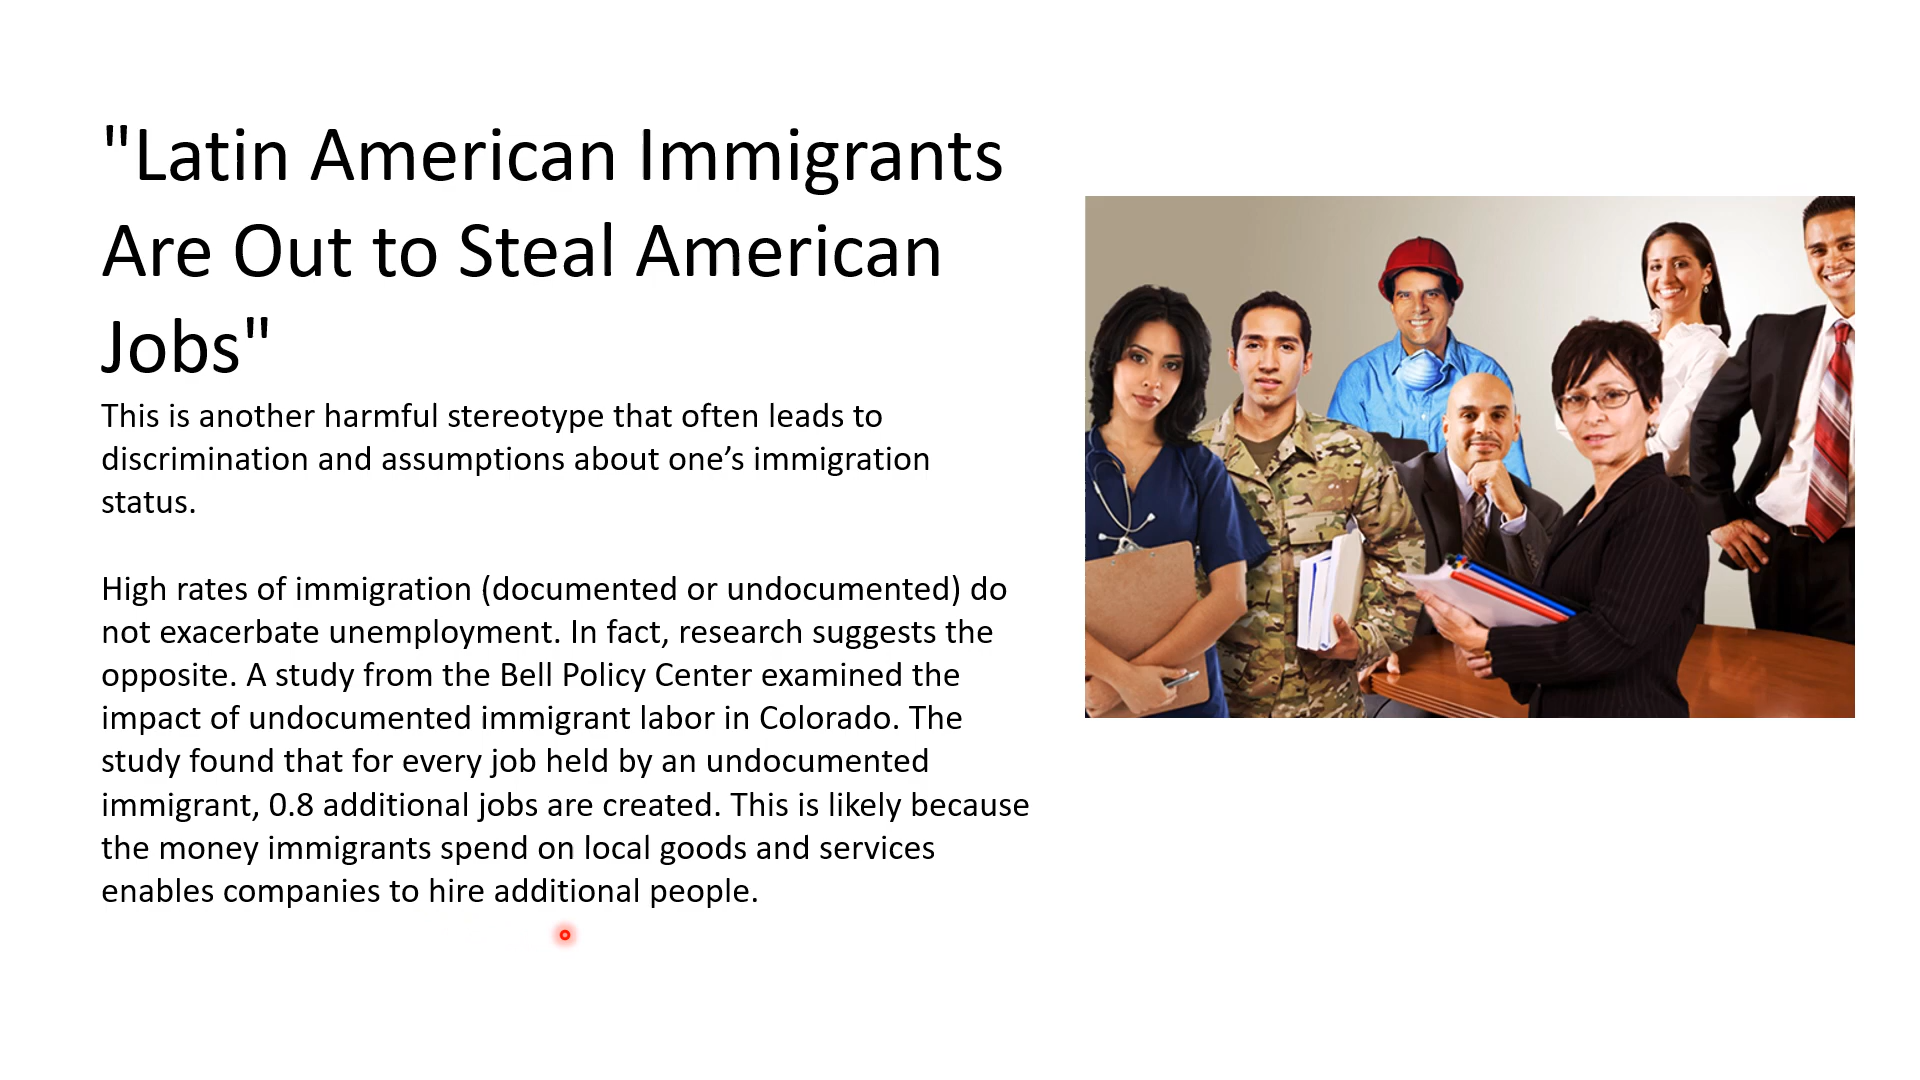 "Latin American Immigrants
Are Out to Steal American
Jobs"
This is another harmful stereotype that often leads to
discrimination and assumptions about one’s immigration
status.
High rates of immigration (documented or undocumented) do
not exacerbate unemployment. In fact, research suggests the
opposite. A study from the Bell Policy Center examined the
impact of undocumented immigrant labor in Colorado. The
study found that for every job held by an undocumented
immigrant, 0.8 additional jobs are created. This is likely because
the money immigrants spend on local goods and services
enables companies to hire additional people.